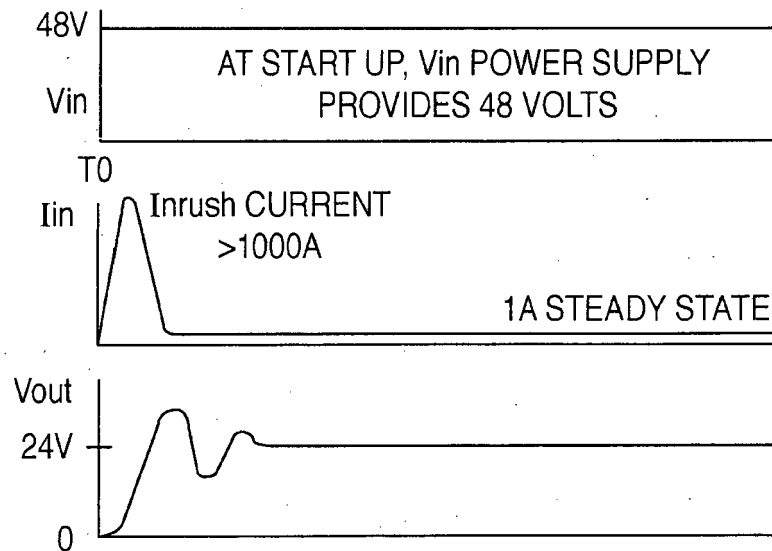 48V
AT START UP, Vin POWER SUPPLY
PROVIDES 48 VOLTS
Vin
T0
Iin
Inrush CURRENT
>1000A
1A STEADY STATE
Vout
24V
0